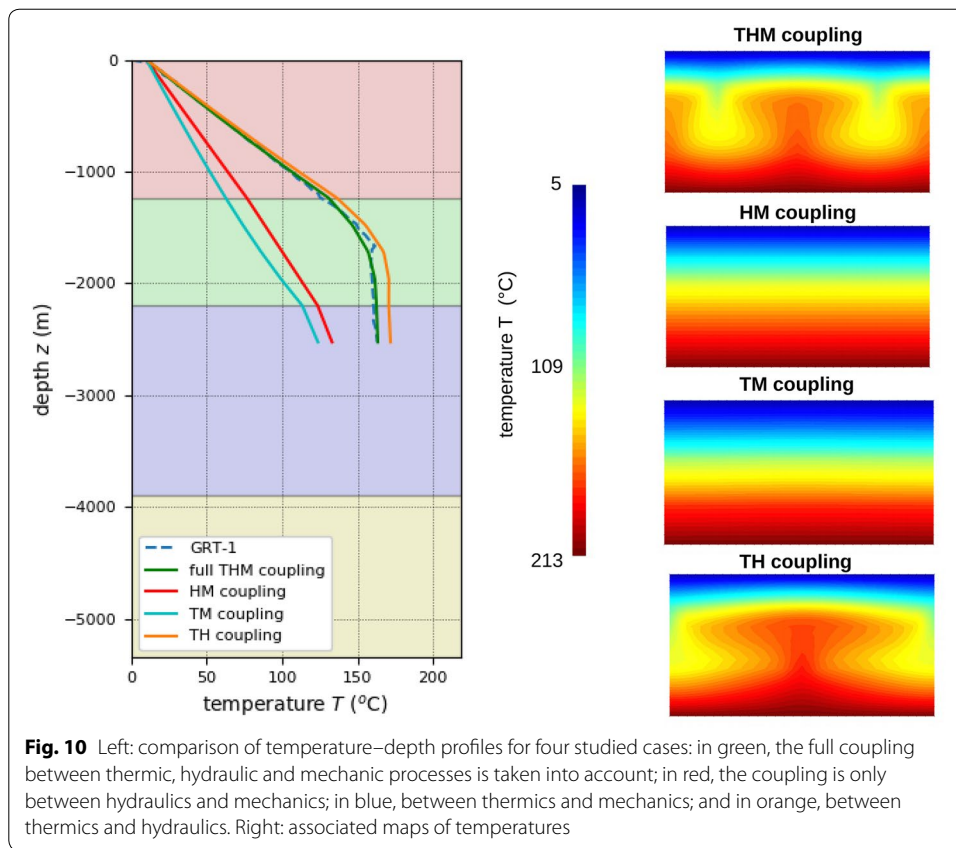 0
−1000
−2000
−3000
−4000
−5000
depth z (m)
0
50
100
150
200
temperature T (°C)
GRT-1
full THM coupling
HM coupling
TM coupling
TH coupling
5
109
213
temperature T (°C)
THM coupling
HM coupling
TM coupling
TH coupling
Fig. 10 Left: comparison of temperature–depth profiles for four studied cases: in green, the full coupling
between thermic, hydraulic and mechanic processes is taken into account; in red, the coupling is only
between hydraulics and mechanics; in blue, between thermics and mechanics; and in orange, between
thermics and hydraulics. Right: associated maps of temperatures